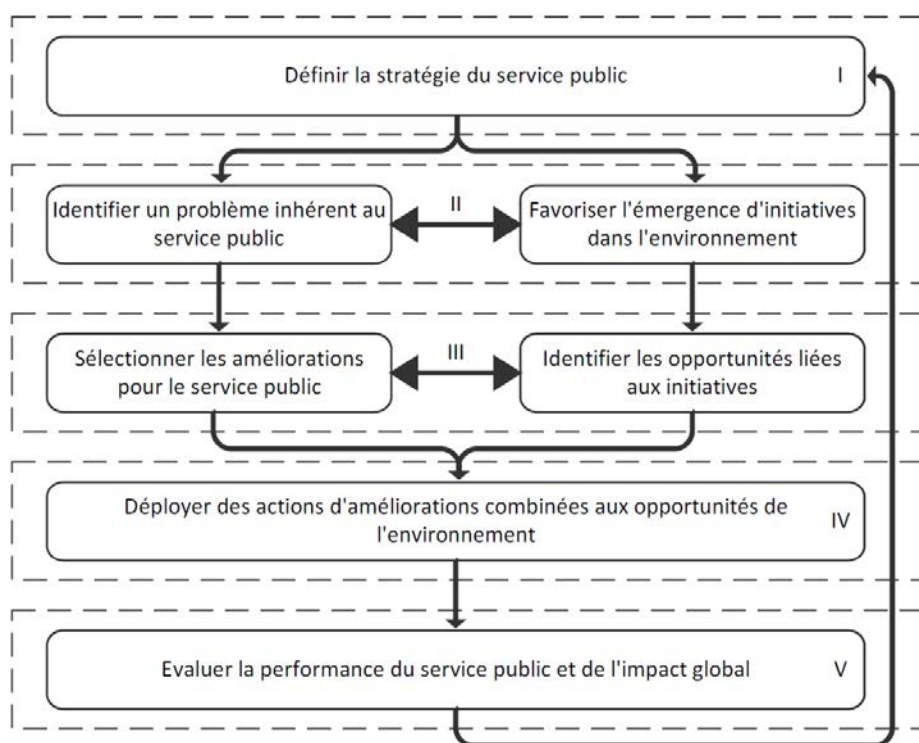 Définir la stratégie du service public
I
Identifier un problème inhérent au
service public
II
Favoriser l'émergence d'initiatives
dans l'environnement
Sélectionner les améliorations
pour le service public
III
Identifier les opportunités liées
aux initiatives
Déployer des actions d'améliorations combinées aux opportunités de
l'environnement
IV
Evaluer la performance du service public et de l'impact global
V